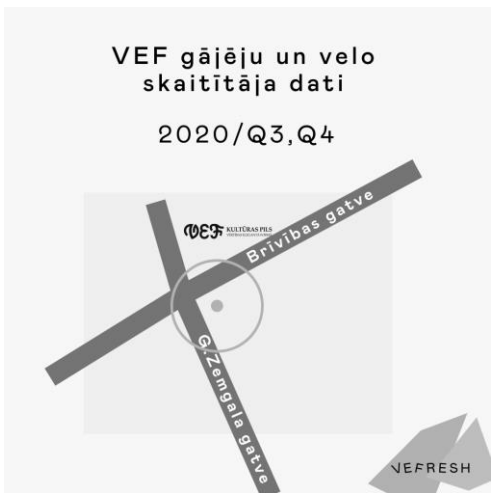 VEF gājēju un velo
skaitītāja dati
2020/Q3,Q4
VEF KULTŪRAS PILS
Brīvības gatve
G.Zemgala gatve
VEFRESH